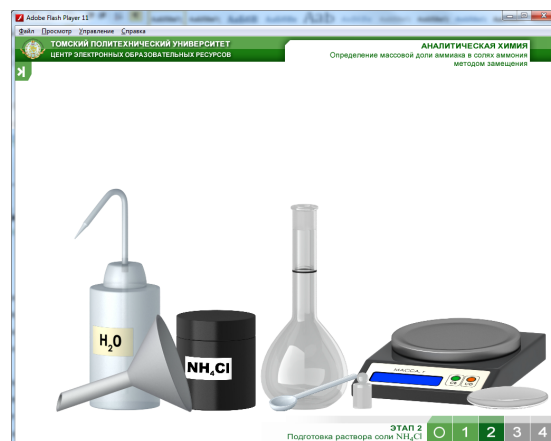 Adobe Flash Player 11
Файл Просмотр Управление Справка
ТОМСКИЙ ПОЛИТЕХНИЧЕСКИЙ УНИВЕРСИТЕТ
ЦЕНТР ЭЛЕКТРОННЫХ ОБРАЗОВАТЕЛЬНЫХ РЕСУРСОВ
АНАЛИТИЧЕСКАЯ ХИМИЯ
Определение массовой доли аммиака в солях аммония
методом замещения
K
H₂O
NH₄Cl
МАССА, г
ЭТАП 2
Подготовка раствора соли NH₄Cl
О 1 2 3 4